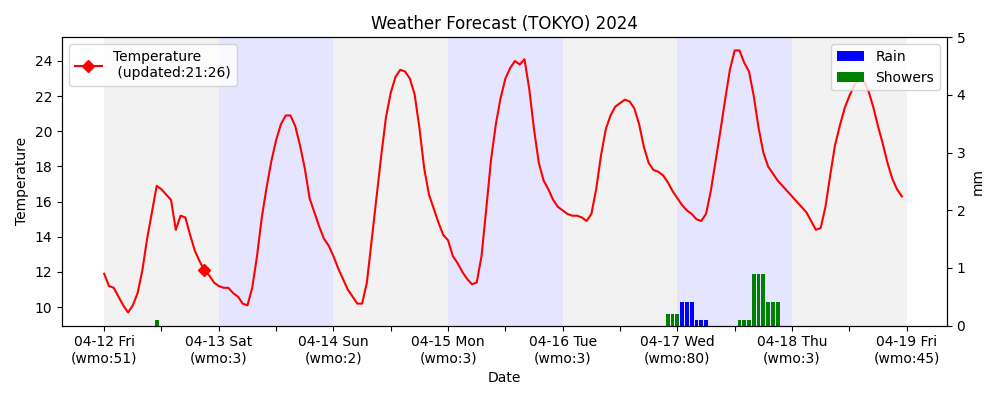 Weather Forecast (TOKYO) 2024
Temperature
(updated:21:26)
Rain
Showers
Temperature
24
22
20
18
16
14
12
10
5
4
3
2
1
0
mm
04-12 Fri
(wmo:51)
04-13 Sat
(wmo:3)
04-14 Sun
(wmo:2)
04-15 Mon
(wmo:3)
04-16 Tue
(wmo:3)
04-17 Wed
(wmo:80)
04-18 Thu
(wmo:3)
04-19 Fri
(wmo:45)
Date